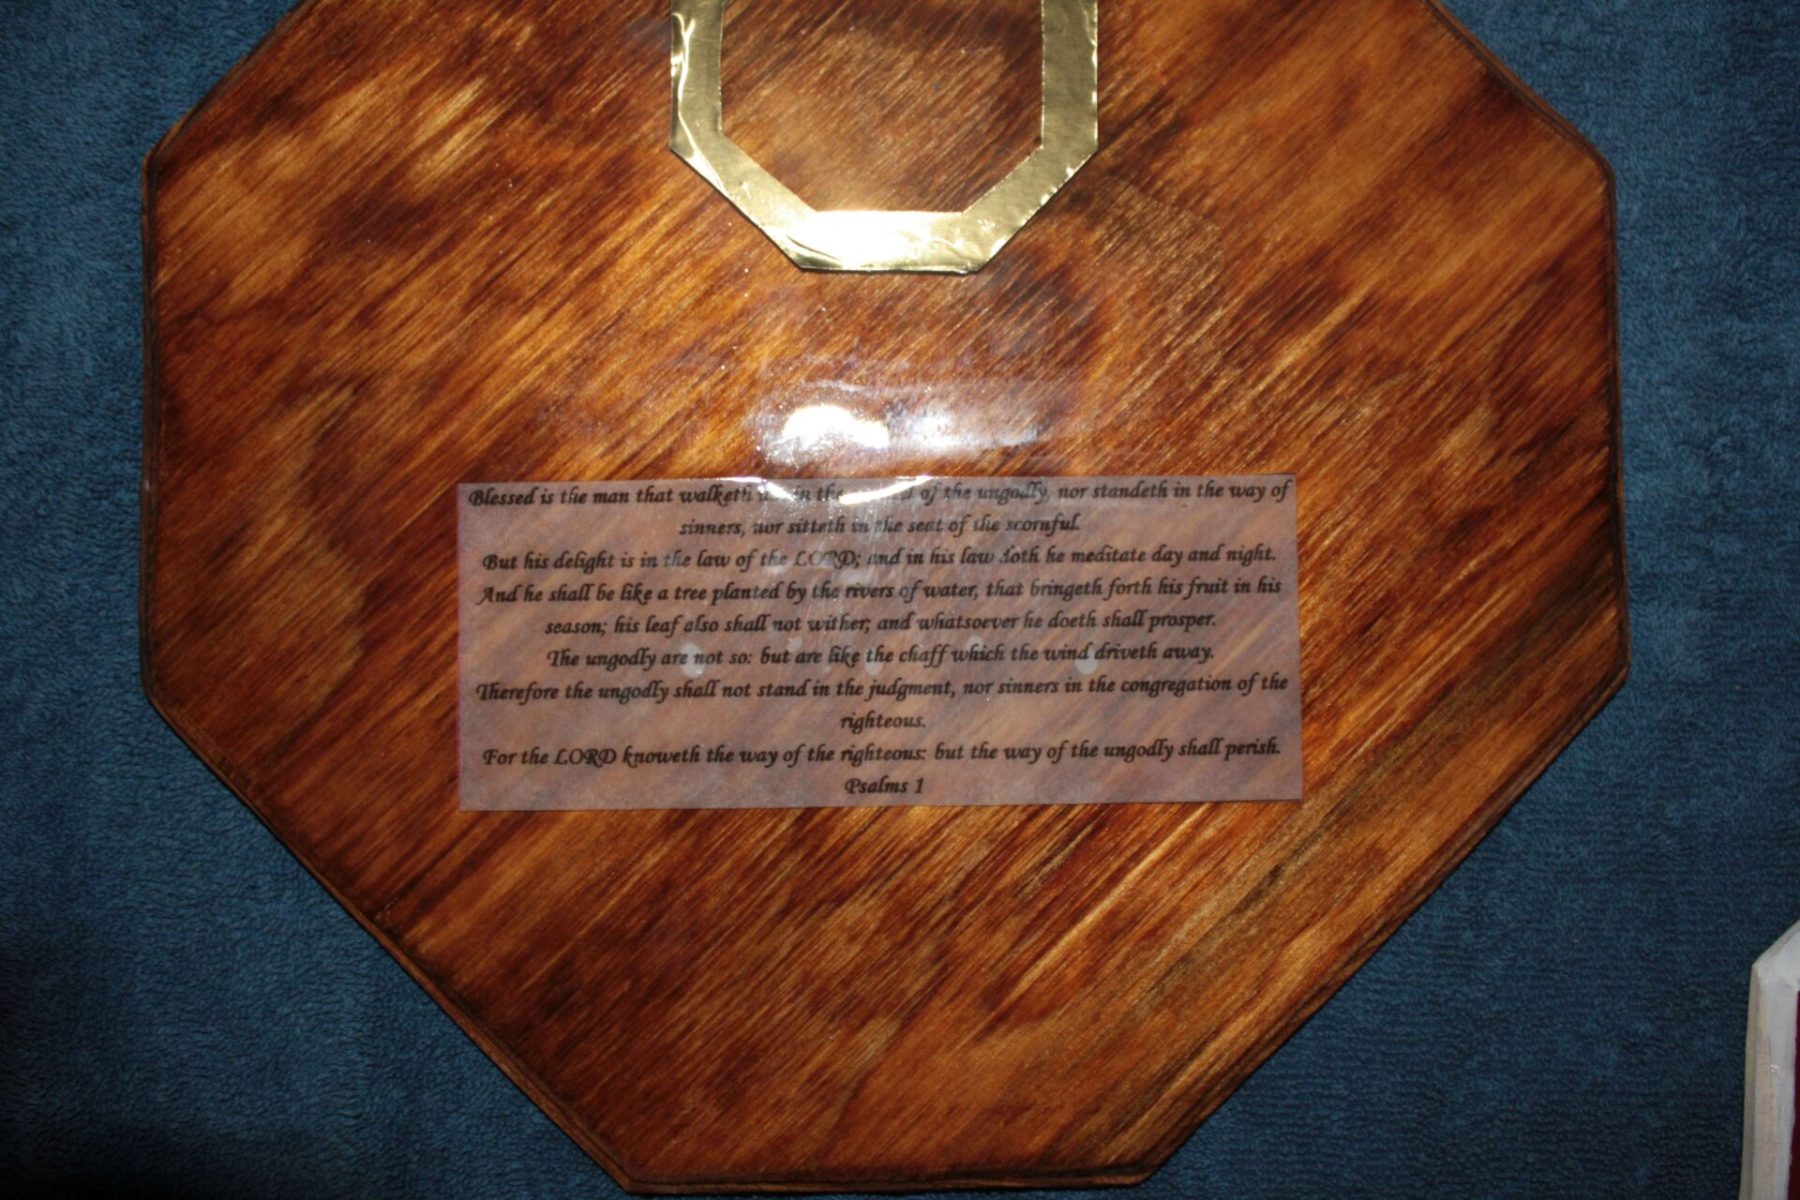 Blessed is the man that walketh in the of the ungodly, nor standeth in the way of
sinners, nor sitteth in the seat of the scornful.
But his delight is in the law of the LORD; and in his law doth he meditate day and night.
And he shall be like a tree planted by the rivers of water, that bringeth forth his fruit in his
season; his leaf also shall not wither; and whatsoever he doeth shall prosper.
The ungodly are not so: but are like the chaff which the wind driveth away.
Therefore the ungodly shall not stand in the judgment, nor sinners in the congregation of the
righteous.
For the LORD knoweth the way of the righteous: but the way of the ungodly shall perish.
Psalms 1